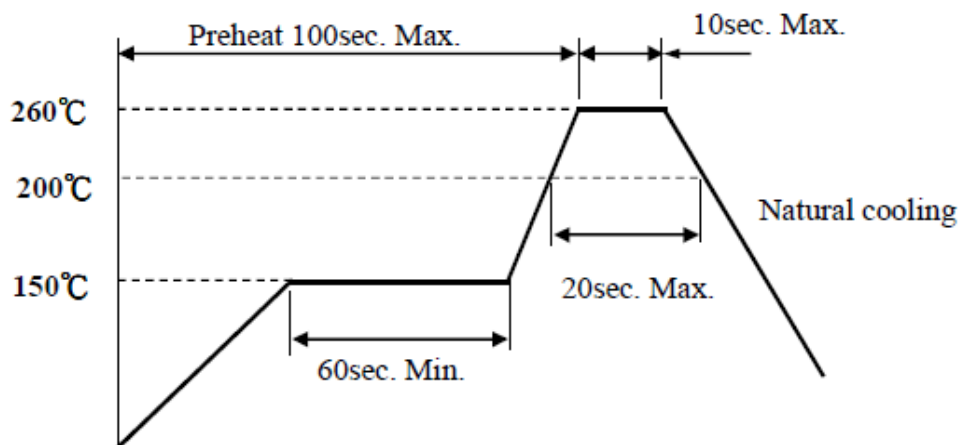 10sec. Max.
Preheat 100sec. Max.
260℃
200℃
Natural cooling
150℃
20sec. Max.
60sec. Min.